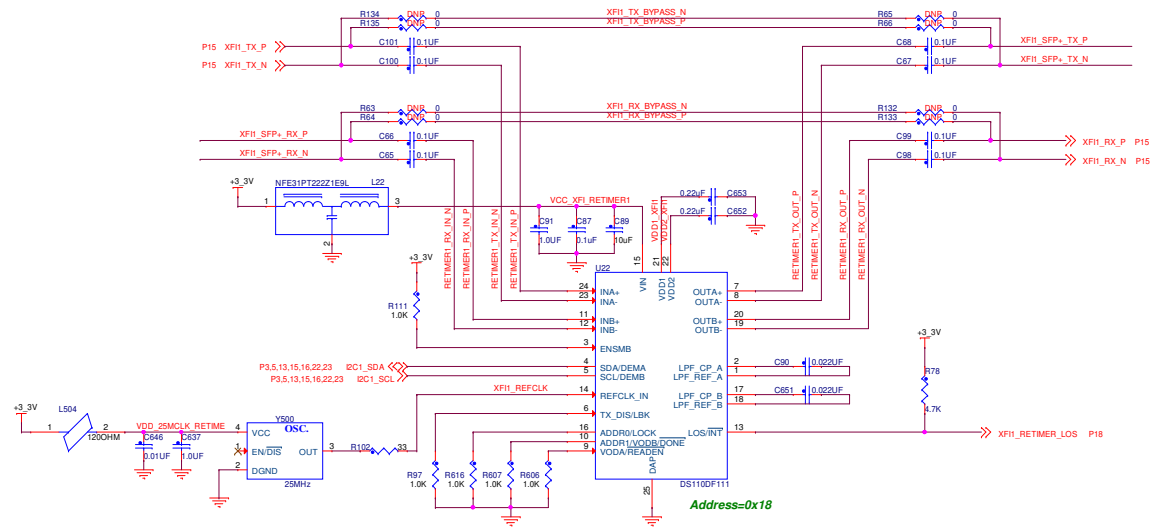 R134 DNR 0 XFI1_TX_BYPASS_N R65 DNR 0
R135 DNR 0 XFI1_TX_BYPASS_P R66 DNR 0
P15 XFI1_TX_P C101 0.1UF C68 0.1UF XFI1_SFP+_TX_P
P15 XFI1_TX_N C100 0.1UF C67 0.1UF XFI1_SFP+_TX_N
R63 DNR 0 XFI1_RX_BYPASS_N R132 DNR 0
R64 DNR 0 XFI1_RX_BYPASS_P R133 DNR 0
XFI1_SFP+_RX_P C66 0.1UF C99 0.1UF XFI1_RX_P P15
XFI1_SFP+_RX_N C65 0.1UF C98 0.1UF XFI1_RX_N P15
+3_3V NFE31PT222Z1E9L L22
1 3 2
VCC_XFI_RETIMER1
C91 1.0UF
C87 0.1uF
C89 10uF
0.22uF C653
0.22uF C652
VDD1_XFI1
VDD2_XFI1
RETIMER1_RX_IN_N
RETIMER1_RX_IN_P
RETIMER1_TX_IN_N
RETIMER1_TX_IN_P
RETIMER1_TX_OUT_P
RETIMER1_TX_OUT_N
RETIMER1_RX_OUT_P
RETIMER1_RX_OUT_N
+3_3V
R111
1.0K
U22
15 VIN
21 VDD1
22 VDD2
24 INA+
23 INA-
11 INB+
12 INB-
3 ENSMB
4 SDA/DEMA
5 SCL/DEMB
14 REFCLK_IN
6 TX_DIS/LBK
16 ADDR0/LOCK
10 ADDR1/VODB/DONE
9 VODA/READEN
OUTA+ 7
OUTA- 8
OUTB+ 20
OUTB- 19
LPF_CP_A 2
LPF_REF_A 1
LPF_CP_B 17
LPF_REF_B 18
LOS/INT 13
DAP
25
DS110DF111
Address=0x18
P3,5,13,15,16,22,23 I2C1_SDA
P3,5,13,15,16,22,23 I2C1_SCL
XFI1_REFCLK
C90 0.022UF
C651 0.022UF
+3_3V
R78
4.7K
XFI1_RETIMER_LOS P18
+3_3V
L504
1 2
120OHM
VDD_25MCLK_RETIME
C646
0.01UF
C637
1.0UF
Y500
OSC.
4 VCC
1 EN/DIS OUT 3
2 DGND
25MHz
R102 33
R97 1.0K
R616 1.0K
R607 1.0K
R606 1.0K